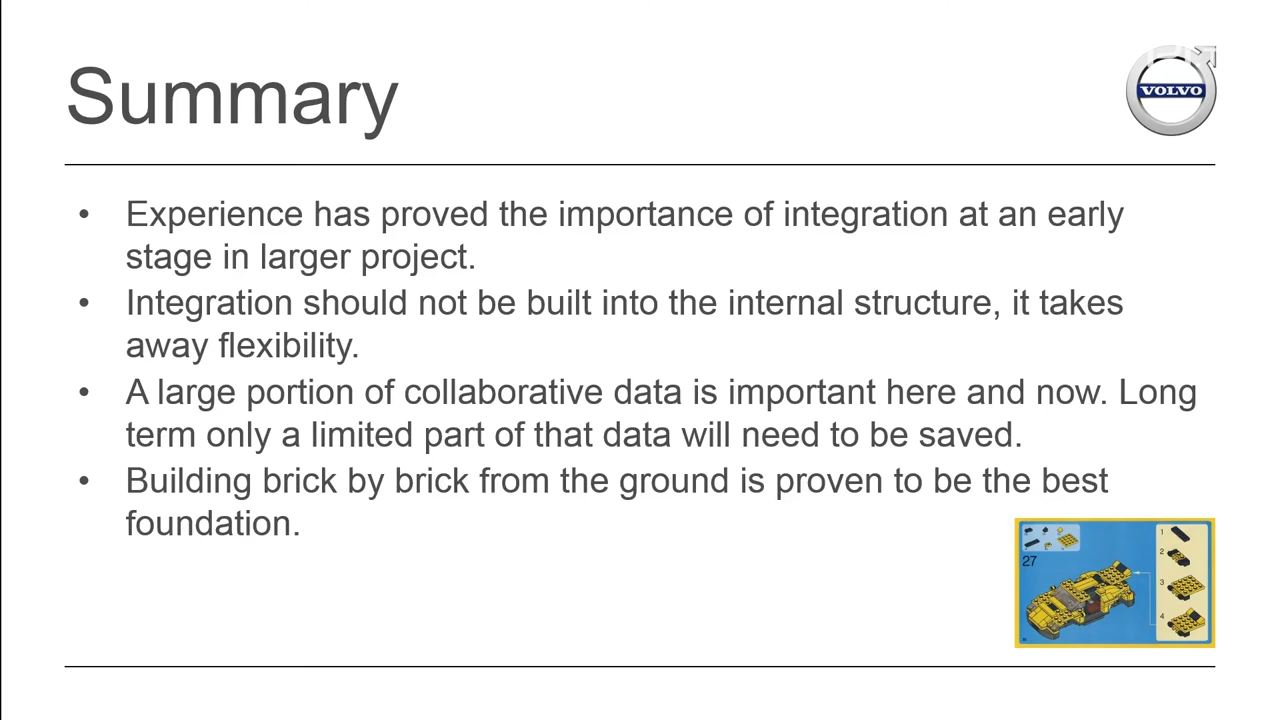 Summary
VOLVO
• Experience has proved the importance of integration at an early
stage in larger project.
• Integration should not be built into the internal structure, it takes
away flexibility.
• A large portion of collaborative data is important here and now. Long
term only a limited part of that data will need to be saved.
• Building brick by brick from the ground is proven to be the best
foundation.
27
1
2
3
4